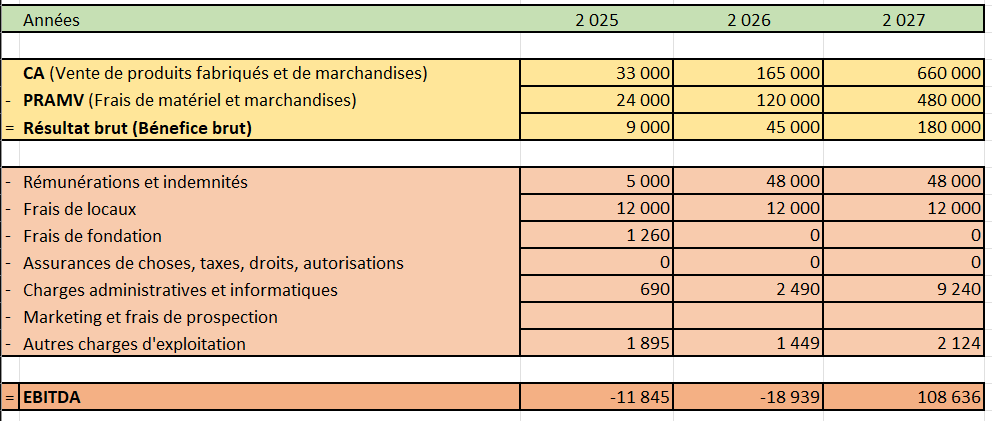 Années 2 025 2 026 2 027
CA (Vente de produits fabriqués et de marchandises) 33 000 165 000 660 000
- PRAMV (Frais de matériel et marchandises) 24 000 120 000 480 000
= Résultat brut (Bénefice brut) 9 000 45 000 180 000
- Rémunérations et indemnités 5 000 48 000 48 000
- Frais de locaux 12 000 12 000 12 000
- Frais de fondation 1 260 0 0
- Assurances de choses, taxes, droits, autorisations 0 0 0
- Charges administratives et informatiques 690 2 490 9 240
- Marketing et frais de prospection
- Autres charges d'exploitation 1 895 1 449 2 124
= EBITDA -11 845 -18 939 108 636